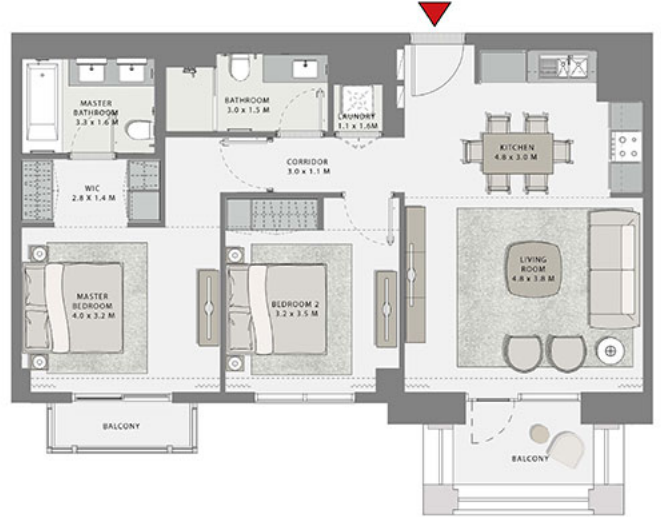 MASTER
BATHROOM
3.3 x 1.6 M
BATHROOM
3.0 x 1.5 M
LAUNDRY
1.1 x 1.6M
KITCHEN
4.8 x 3.0 M
CORRIDOR
3.0 x 1.1 M
WIC
2.8 X 1.4 M
MASTER
BEDROOM
4.0 x 3.2 M
BEDROOM 2
3.2 x 3.5 M
LIVING
ROOM
4.8 x 3.8 M
BALCONY
BALCONY